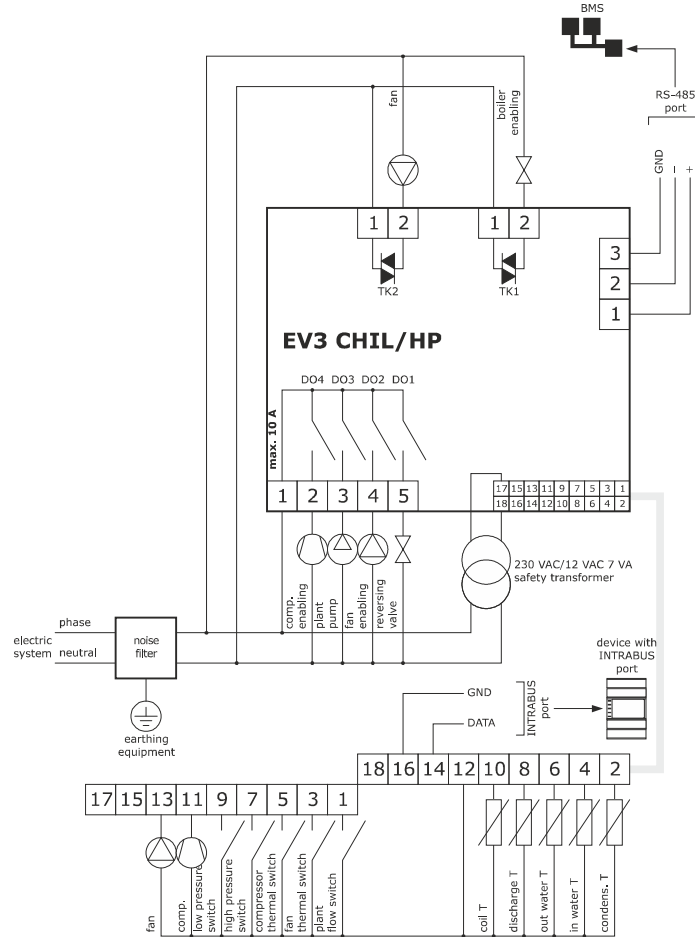 BMS
RS-485
port
GND
–
+
fan
boiler
enabling
1 2
1 2
TK2
TK1
3
2
1
EV3 CHIL/HP
DO4 DO3 DO2 DO1
max. 10 A
1 2 3 4 5
17 15 13 11 9 7 5 3 1
18 16 14 12 10 8 6 4 2
comp.
enabling
plant
pump
fan
enabling
reversing
valve
230 VAC/12 VAC 7 VA
safety transformer
electric
system
phase
neutral
noise
filter
earthing
equipment
GND
DATA
INTRABUS
port
device with
INTRABUS
port
18 16 14 12 10 8 6 4 2
17 15 13 11 9 7 5 3 1
fan
comp.
low pressure
switch
high pressure
switch
compressor
thermal switch
fan
thermal switch
plant
flow switch
coil T
discharge T
out water T
in water T
condens. T